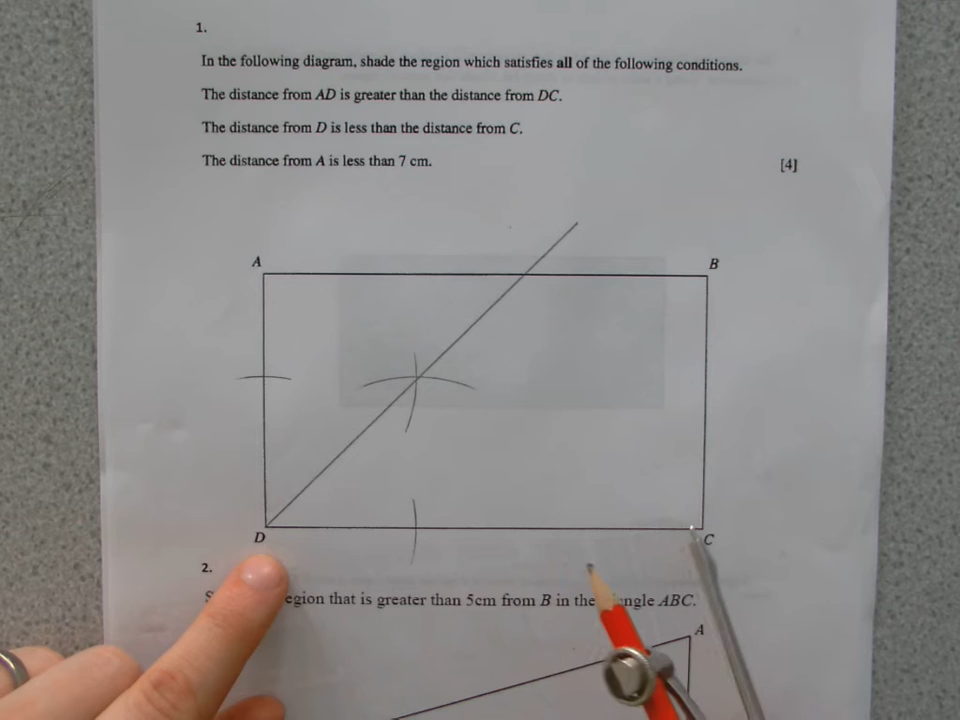 1.
In the following diagram, shade the region which satisfies all of the following conditions.
The distance from AD is greater than the distance from DC.
The distance from D is less than the distance from C.
The distance from A is less than 7 cm.
[4]
A
B
D
C
2.
egion that is greater than 5cm from B in the ngle ABC.
A